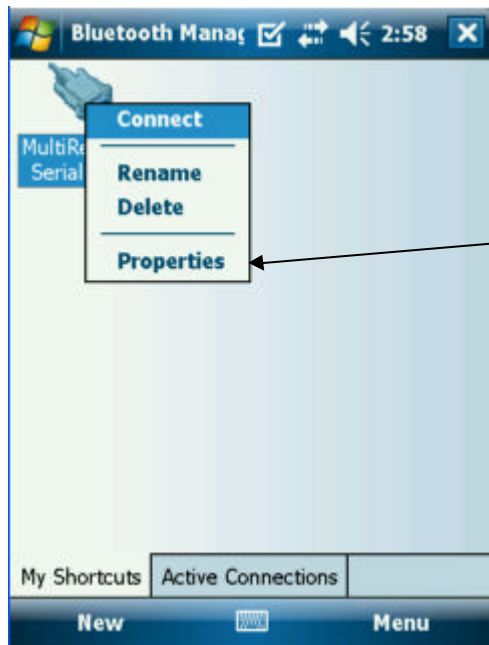 Bluetooth Manag 2:58
Connect
MultiRe
Serial
Rename
Delete
Properties
My Shortcuts Active Connections
New Menu